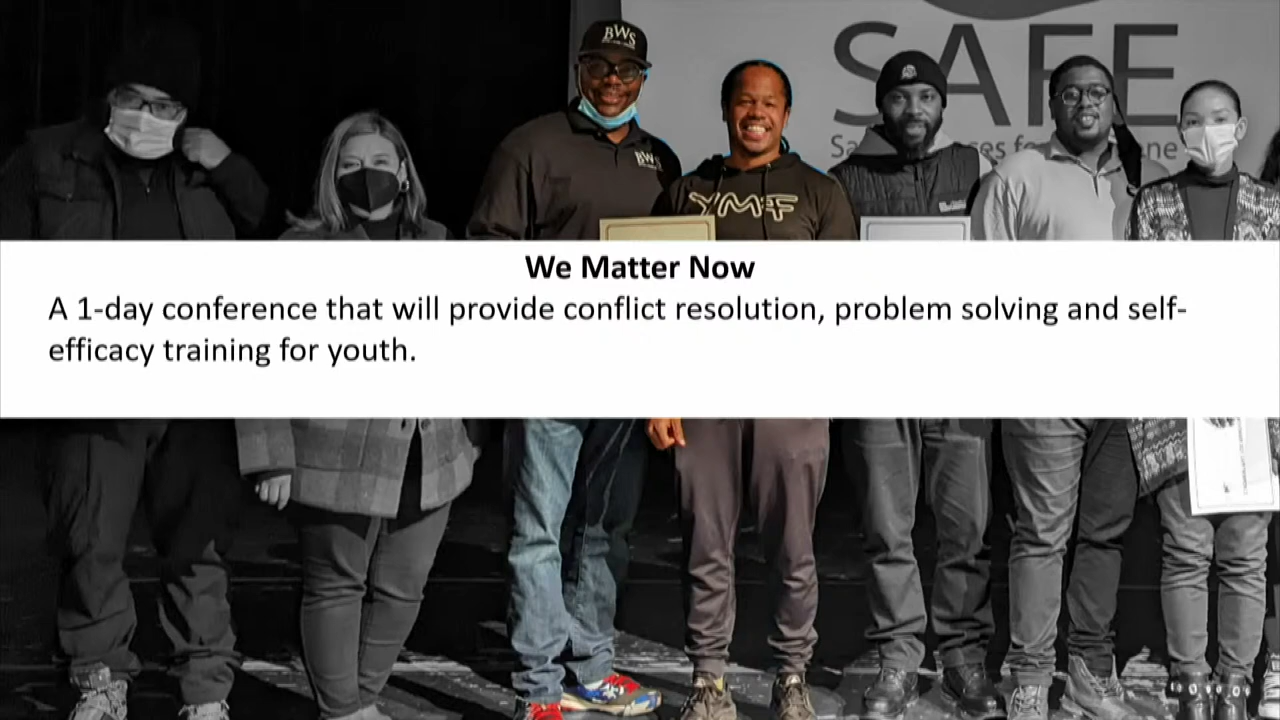 BWS
SAFE
BWS
YMF
We Matter Now
A 1-day conference that will provide conflict resolution, problem solving and self-
efficacy training for youth.